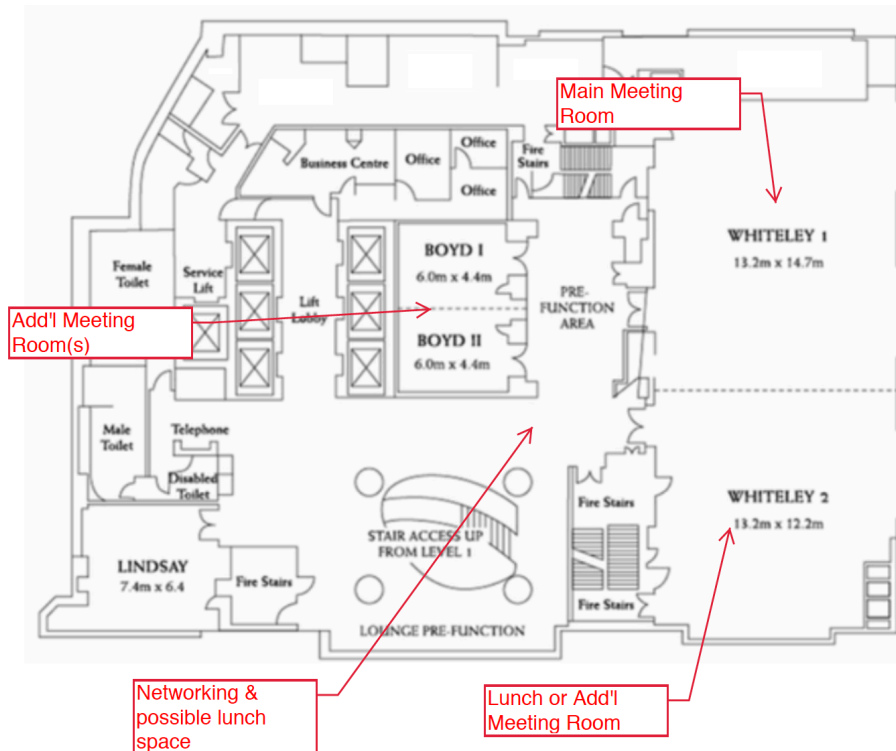 Main Meeting
Room
Business Centre
Office
Office
Office
Fire
Stairs
WHITELEY 1
13.2m x 14.7m
BOYD I
6.0m x 4.4m
Female
Toilet
Service
Lift
Lift
Lobby
PRE-
FUNCTION
AREA
Add'l Meeting
Room(s)
BOYD II
6.0m x 4.4m
Male
Toilet
Telephone
Disabled
Toilet
WHITELEY 2
13.2m x 12.2m
Fire Stairs
STAIR ACCESS UP
FROM LEVEL 1
LINDSAY
7.4m x 6.4
Fire Stairs
Fire Stairs
LOUNGE PRE-FUNCTION
Networking &
possible lunch
space
Lunch or Add'l
Meeting Room